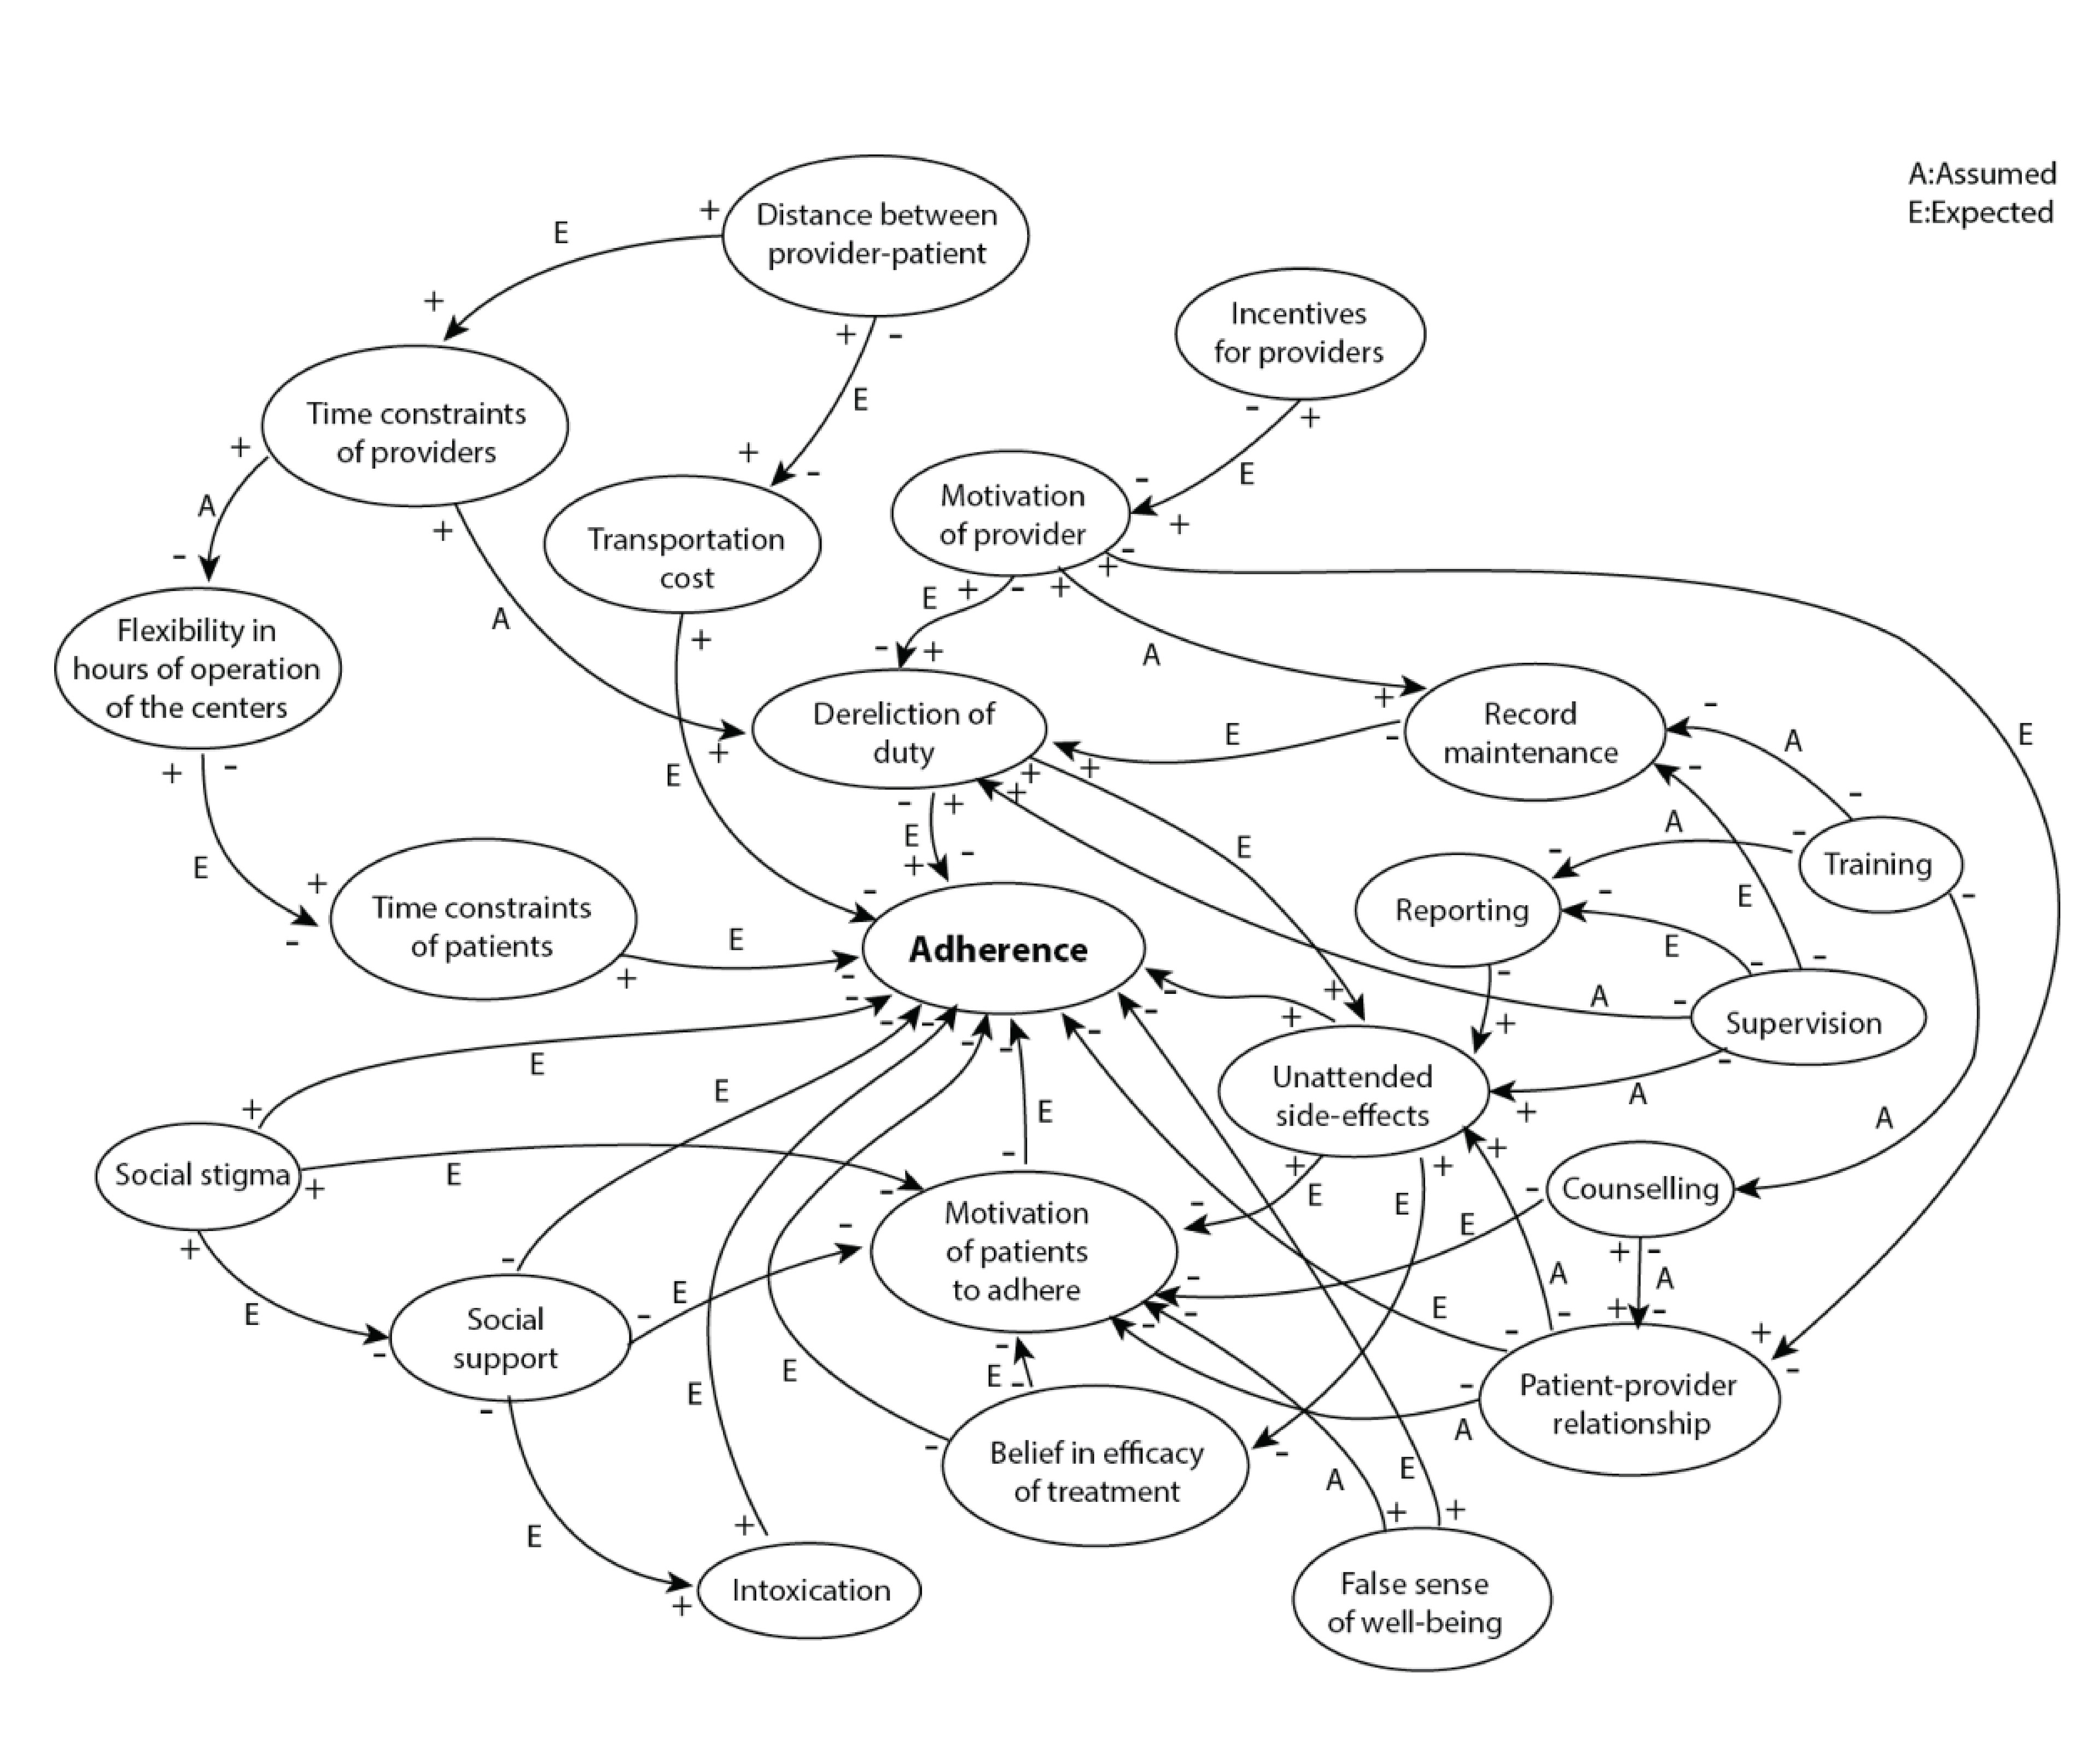 A:Assumed
E:Expected
Distance between
provider-patient
+
E
+
+ -
E
+
-
Incentives
for providers
- +
E
-
+
Time constraints
of providers
+
A
-
+
A
+
Transportation
cost
+
E
-
Motivation
of provider
-
+
E + - +
- +
A
+
E
Flexibility in
hours of operation
of the centers
+ -
E
+
-
Dereliction of
duty
+
+
- +
E
+ -
E
+
Record
maintenance
-
E
+
-
-
A
-
Training
-
A
-
-
A
Time constraints
of patients
+
E
-
Adherence
Reporting
-
-
+
E
-
E
-
Supervision
-
A
-
A
+
Unattended
side-effects
+
-
+
E
-
+
E
-
Social stigma
+
E
-
+
E
-
+
E
-
Motivation
of patients
to adhere
-
E
-
Counselling
-
E
-
+ -
A
+ -
Social
support
-
E
-
-
E
-
-
E
+
Patient-provider
relationship
+
-
-
A
+
-
E
-
-
A
-
Belief in efficacy
of treatment
-
E -
-
E
-
Intoxication
+
E
-
False sense
of well-being
+
A
-
+
E
-